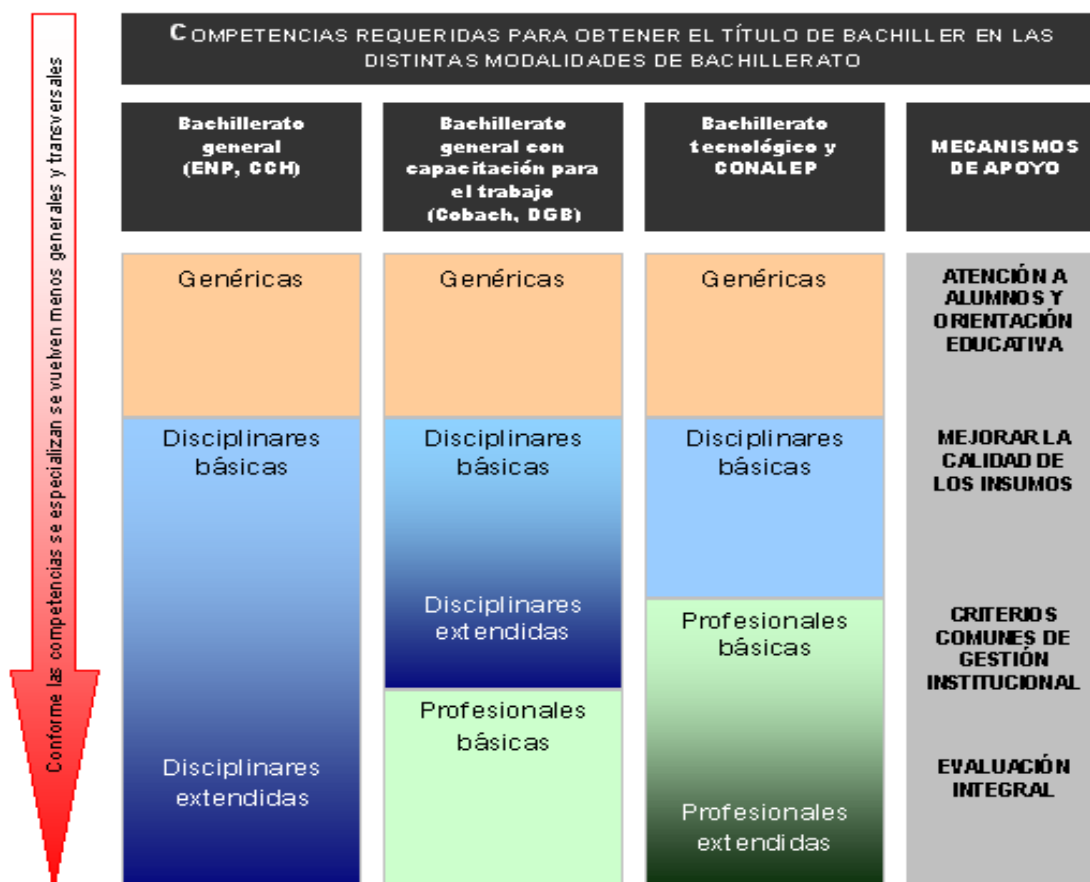 Conforme las competencias se especializan se vuelven menos generales y transversales
COMPETENCIAS REQUERIDAS PARA OBTENER EL TÍTULO DE BACHILLER EN LAS
DISTINTAS MODALIDADES DE BACHILLERATO
Bachillerato
general
(ENP, CCH)
Bachillerato
general con
capacitación para
el trabajo
(Cobach, DGB)
Bachillerato
tecnológico y
CONALEP
MECANISMOS
DE APOYO
Genéricas
Disciplinares
básicas
Disciplinares
extendidas
Genéricas
Disciplinares
básicas
Disciplinares
extendidas
Profesionales
básicas
Genéricas
Disciplinares
básicas
Profesionales
básicas
Profesionales
extendidas
ATENCIÓN A
ALUMNOS Y
ORIENTACIÓN
EDUCATIVA
MEJORAR LA
CALIDAD DE
LOS INSUMOS
CRITERIOS
COMUNES DE
GESTIÓN
INSTITUCIONAL
EVALUACIÓN
INTEGRAL